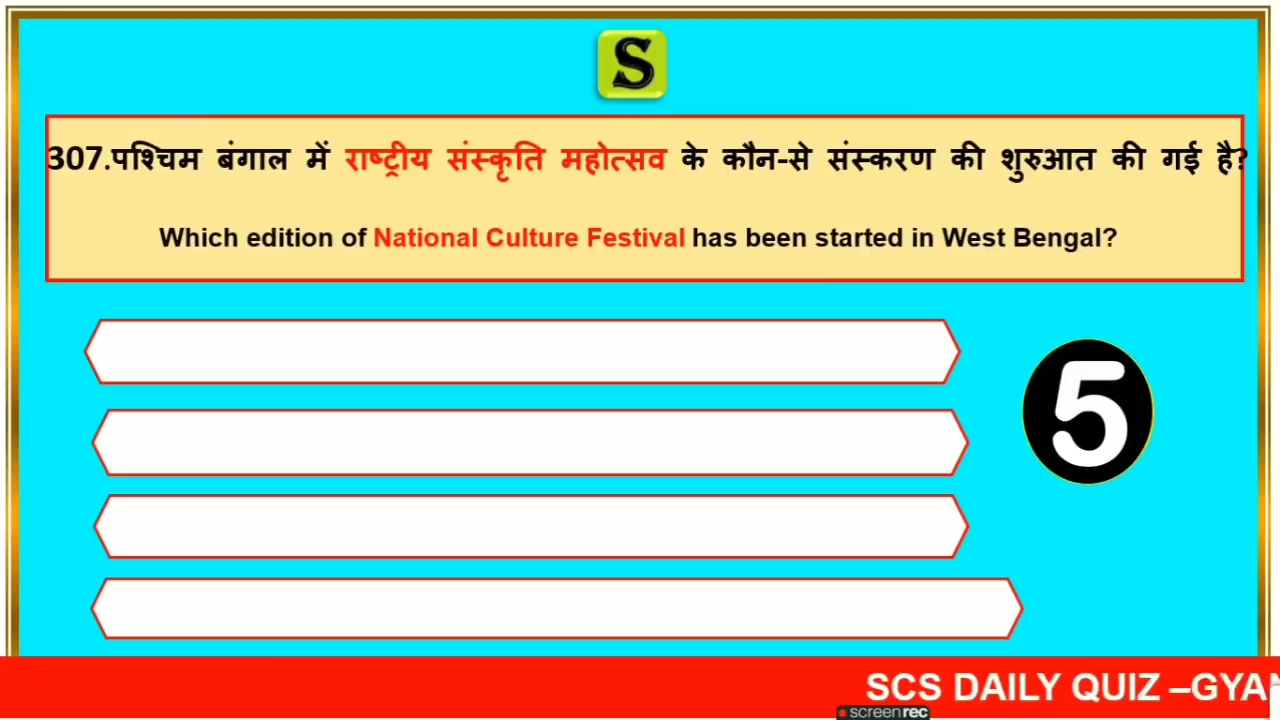 S
307.पश्चिम बंगाल में राष्ट्रीय संस्कृति महोत्सव के कौन-से संस्करण की शुरुआत की गई है?
Which edition of National Culture Festival has been started in West Bengal?
5
SCS DAILY QUIZ –GYAN
screenrec